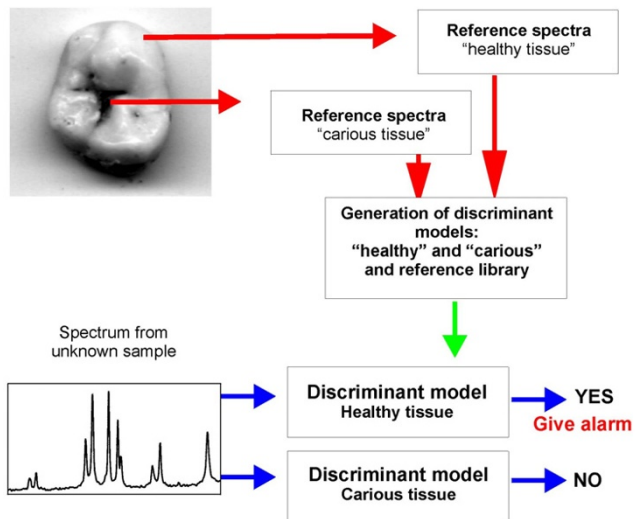 Reference spectra
“healthy tissue”
Reference spectra
“carious tissue”
Generation of discriminant
models:
“healthy” and “carious”
and reference library
Spectrum from
unknown sample
Discriminant model
Healthy tissue
YES
Give alarm
Discriminant model
Carious tissue
NO